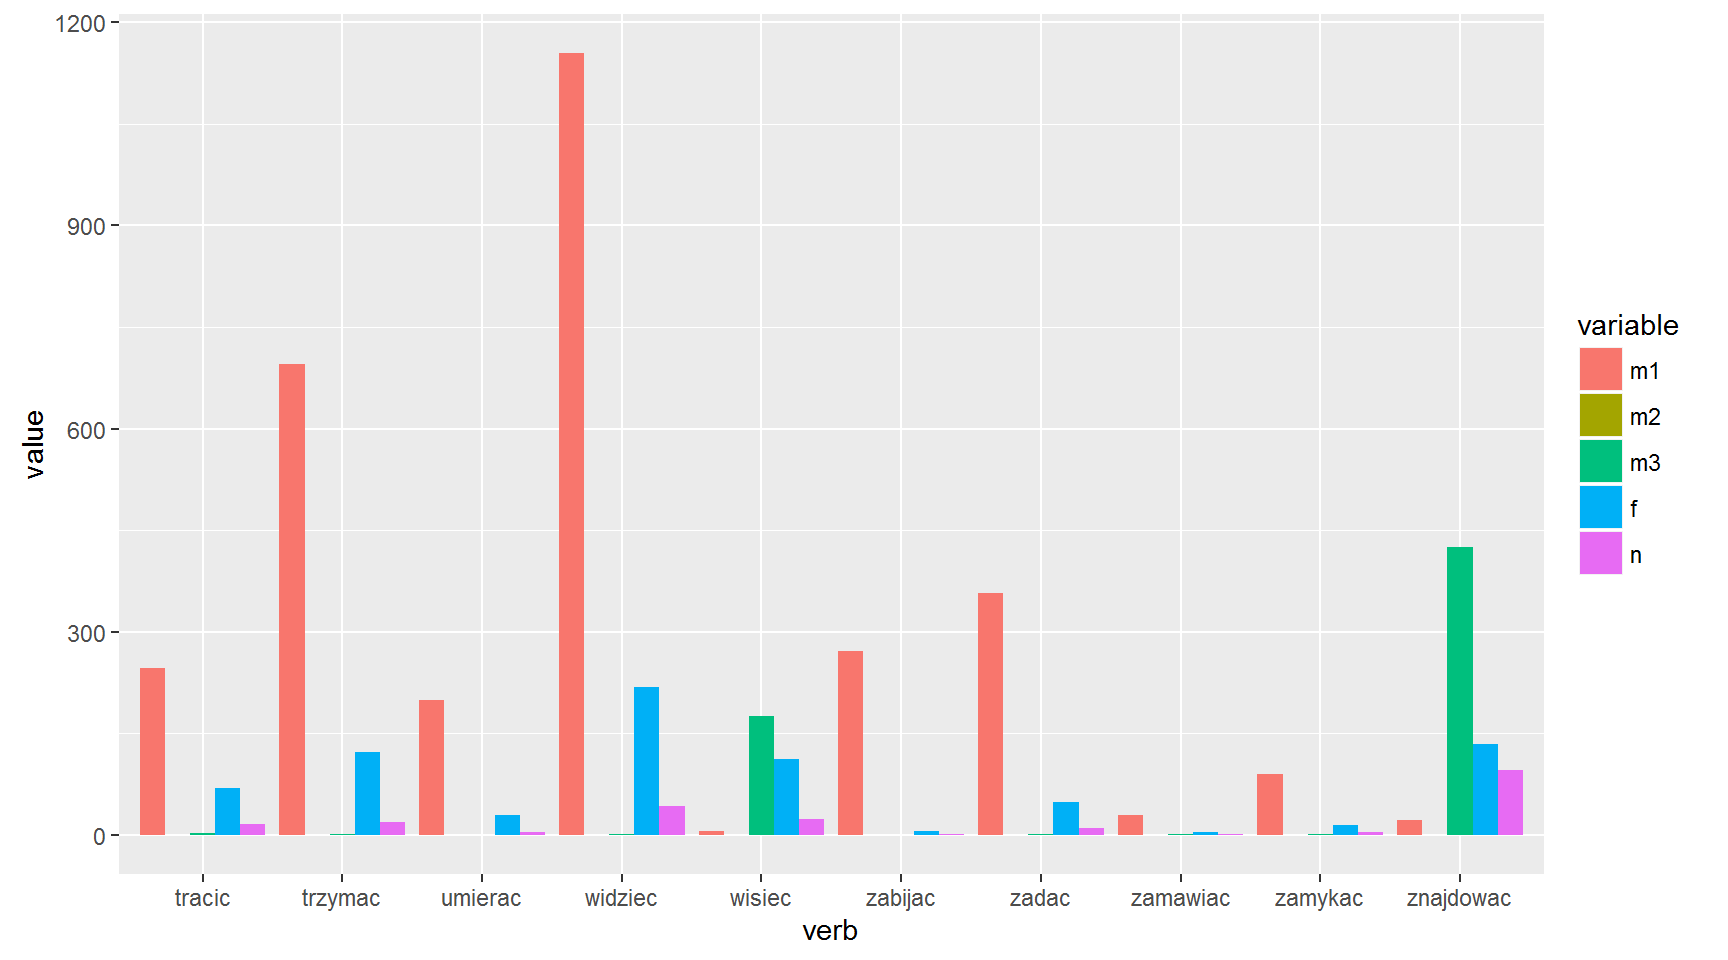 1200
900
600
300
0
value
tracic
trzymac
umierac
widziec
wisiec
zabijac
zadac
zamawiac
zamykac
znajdowac
verb
variable
m1
m2
m3
f
n